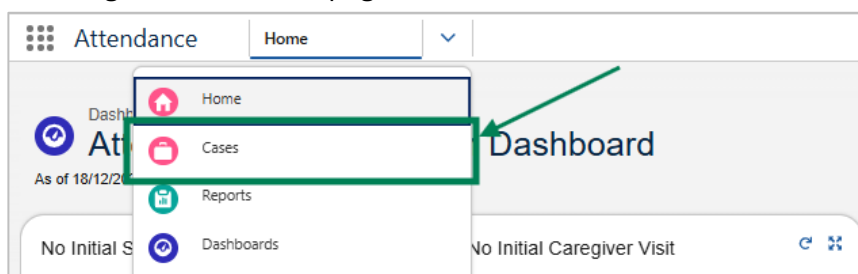 Attendance Home
Home
Dashb
Cases
Att Dashboard
As of 18/12/20
Reports
No Initial S
Dashboards
No Initial Caregiver Visit